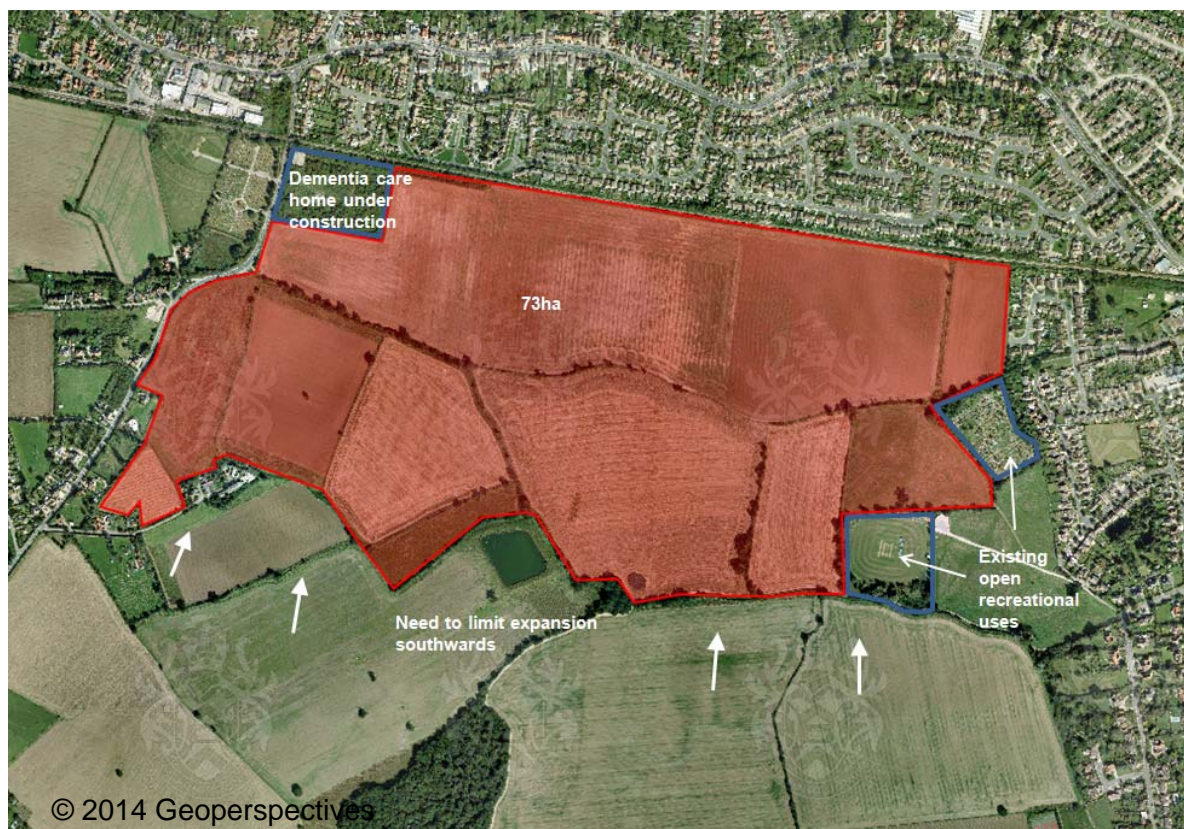 Dementia care
home under
construction
73ha
Existing
open
recreational
uses
Need to limit expansion
southwards
© 2014 Geoperspectives